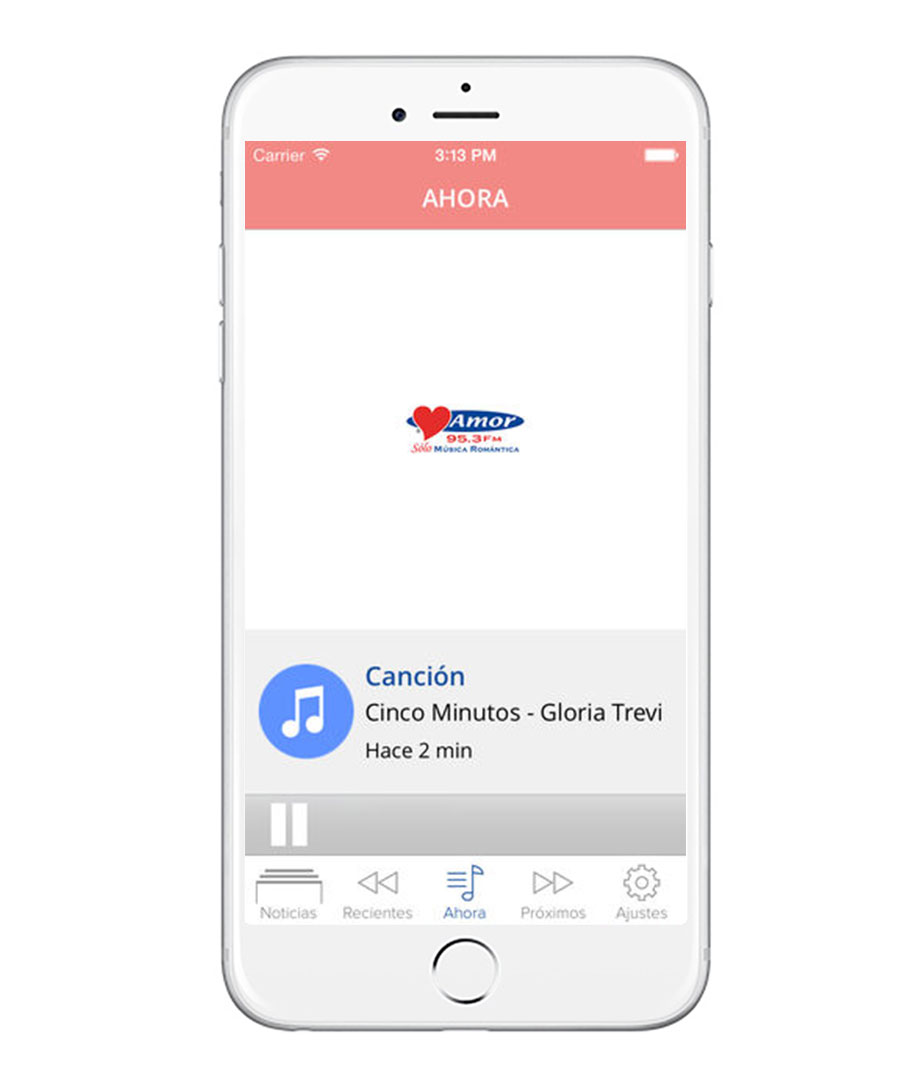 Carrier 3:13 PM
AHORA
Amor
95.3FM
Sólo Música Romántica
Canción
Cinco Minutos - Gloria Trevi
Hace 2 min
Noticias Recientes Ahora Próximos Ajustes